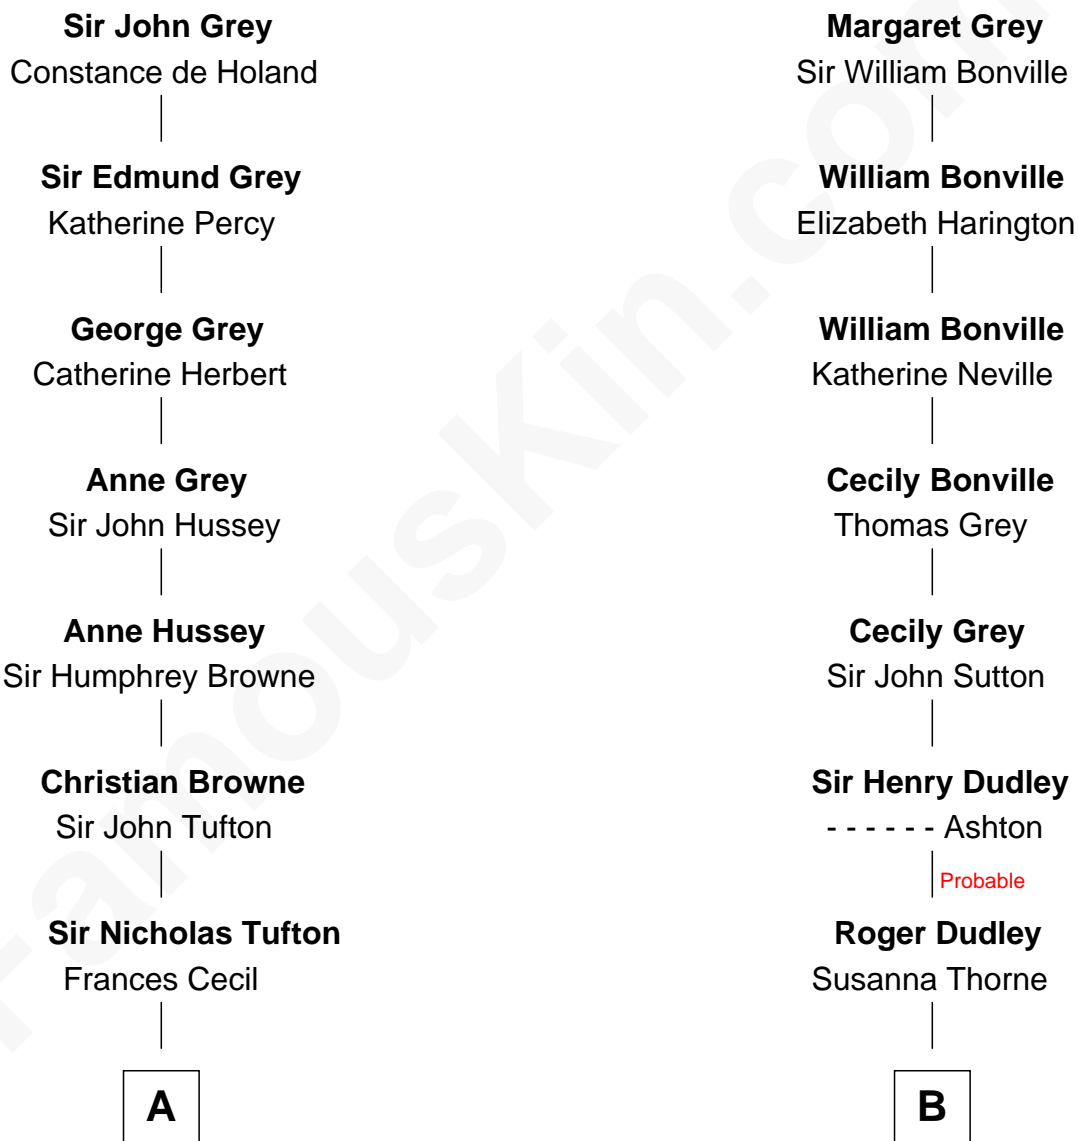 Sir John Grey
Constance de Holand
Sir Edmund Grey
Katherine Percy
George Grey
Catherine Herbert
Anne Grey
Sir John Hussey
Anne Hussey
Sir Humphrey Browne
Christian Browne
Sir John Tufton
Sir Nicholas Tufton
Frances Cecil
A
Margaret Grey
Sir William Bonville
William Bonville
Elizabeth Harington
William Bonville
Katherine Neville
Cecily Bonville
Thomas Grey
Cecily Grey
Sir John Sutton
Sir Henry Dudley
- - - - - - Ashton
Probable
Roger Dudley
Susanna Thorne
B
FamousKin.com